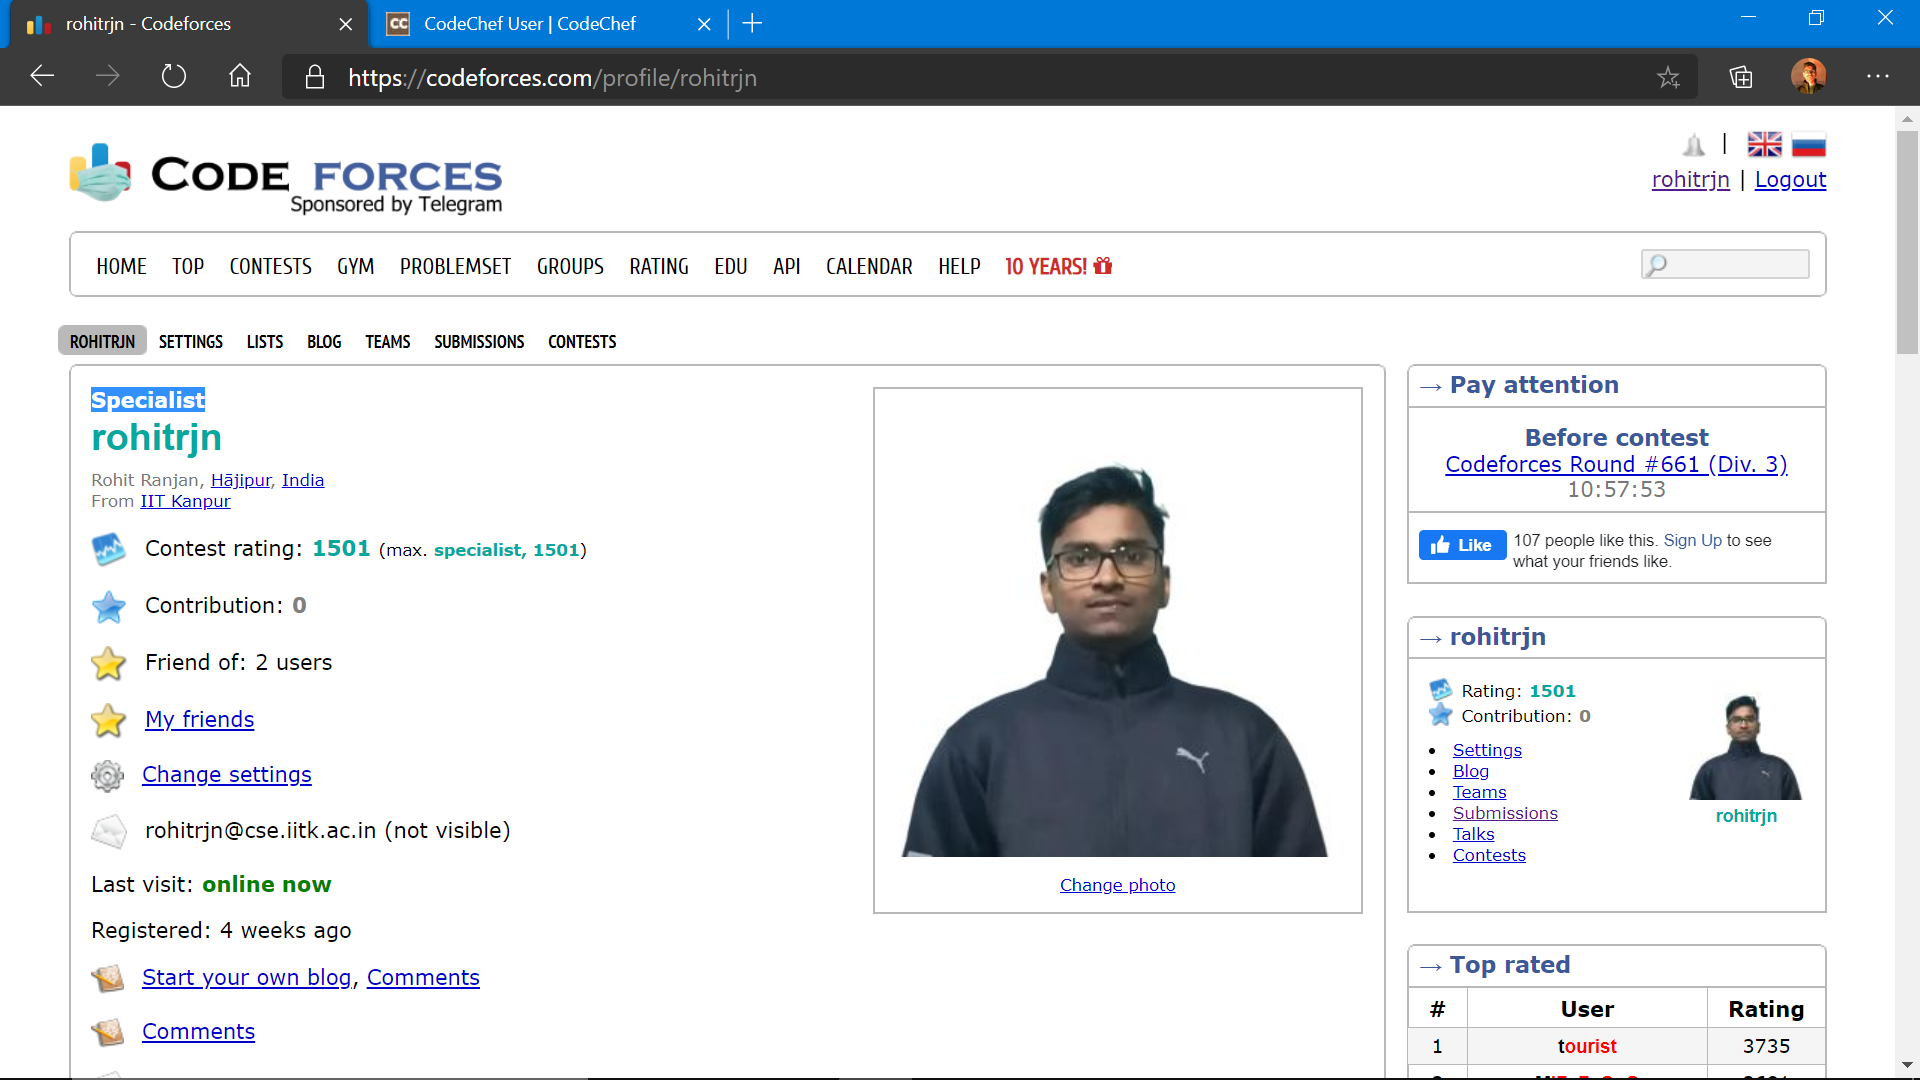 rohitrjn - Codeforces
CodeChef User | CodeChef
https://codeforces.com/profile/rohitrjn
CODE FORCES
Sponsored by Telegram
|
rohitrjn | Logout
HOME TOP CONTESTS GYM PROBLEMSET GROUPS RATING EDU API CALENDAR HELP 10 YEARS!
ROHITRJN SETTINGS LISTS BLOG TEAMS SUBMISSIONS CONTESTS
Specialist
rohitrjn
Rohit Ranjan, Hājipur, India
From IIT Kanpur
Contest rating: 1501 (max. specialist, 1501)
Contribution: 0
Friend of: 2 users
My friends
Change settings
rohitrjn@cse.iitk.ac.in (not visible)
Last visit: online now
Registered: 4 weeks ago
Start your own blog, Comments
Comments
Change photo
→ Pay attention
Before contest
Codeforces Round #661 (Div. 3)
10:57:53
Like 107 people like this. Sign Up to see
what your friends like.
→ rohitrjn
Rating: 1501
Contribution: 0
Settings
Blog
Teams
Submissions
Talks
Contests
rohitrjn
→ Top rated
# User Rating
1 tourist 3735